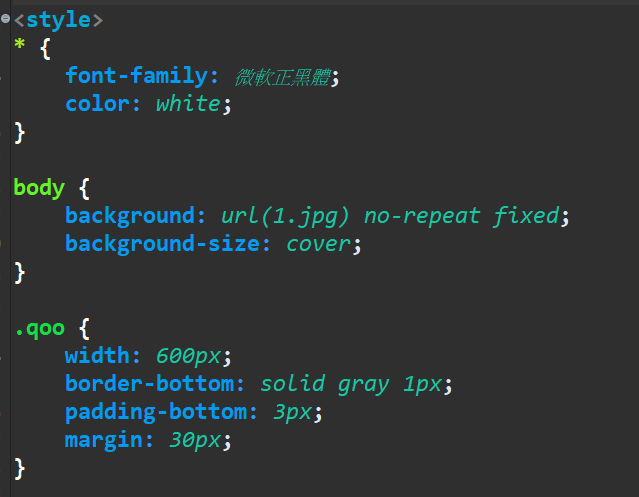 <style>
* {
    font-family: 微軟正黑體;
    color: white;
}

body {
    background: url(1.jpg) no-repeat fixed;
    background-size: cover;
}

.qoo {
    width: 600px;
    border-bottom: solid gray 1px;
    padding-bottom: 3px;
    margin: 30px;
}